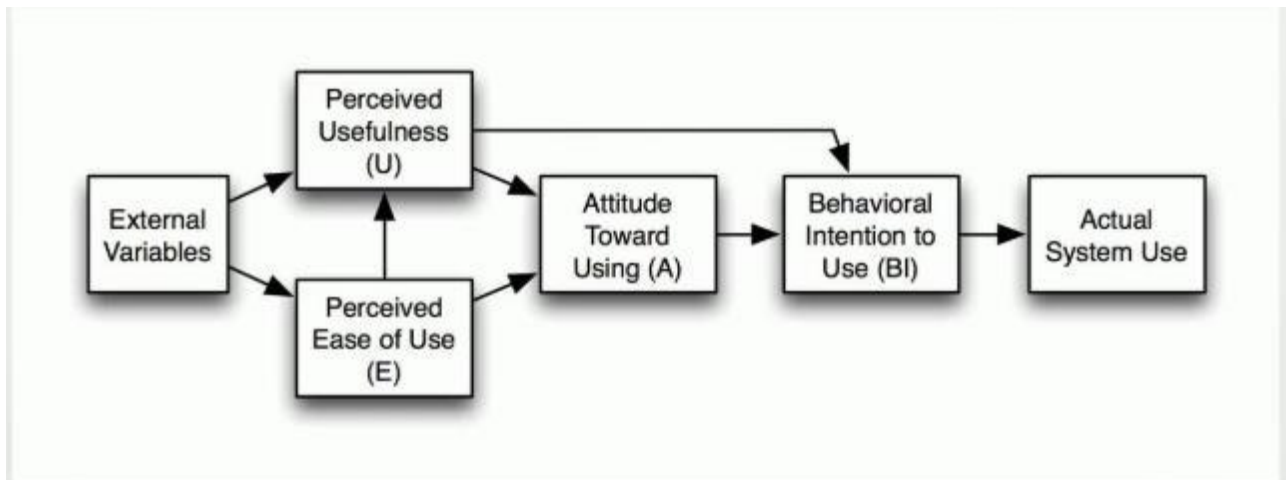 External
Variables
Perceived
Usefulness
(U)
Perceived
Ease of Use
(E)
Attitude
Toward
Using (A)
Behavioral
Intention to
Use (BI)
Actual
System Use